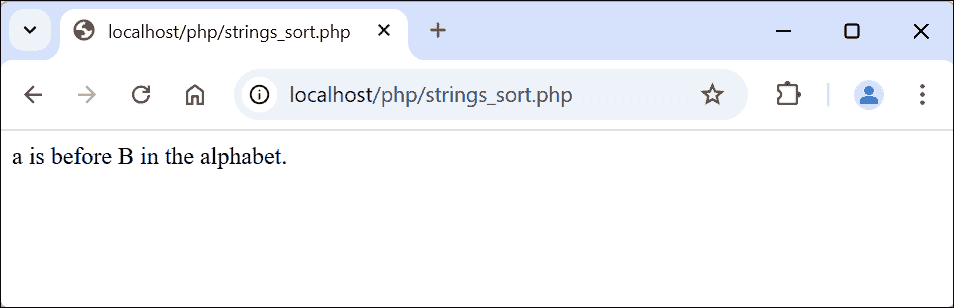 localhost/php/strings_sort.php
localhost/php/strings_sort.php
a is before B in the alphabet.